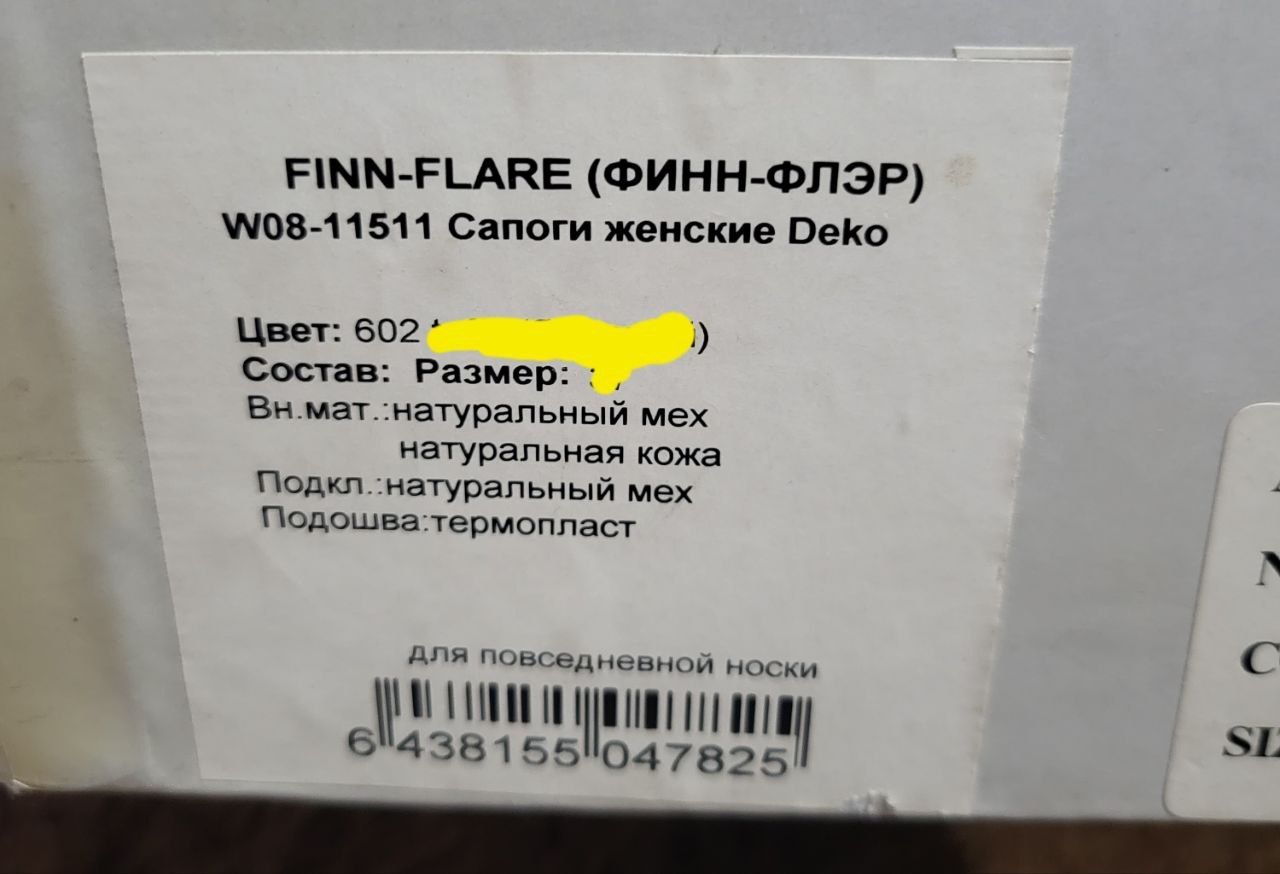 FINN-FLARE (ФИНН-ФЛЭР)
W08-11511 Сапоги женские Deko
Цвет: 602
Состав: Размер:
Вн.мат.:натуральный мех
натуральная кожа
Подкл.:натуральный мех
Подошва:термопласт
для повседневной носки
6 438155 047825